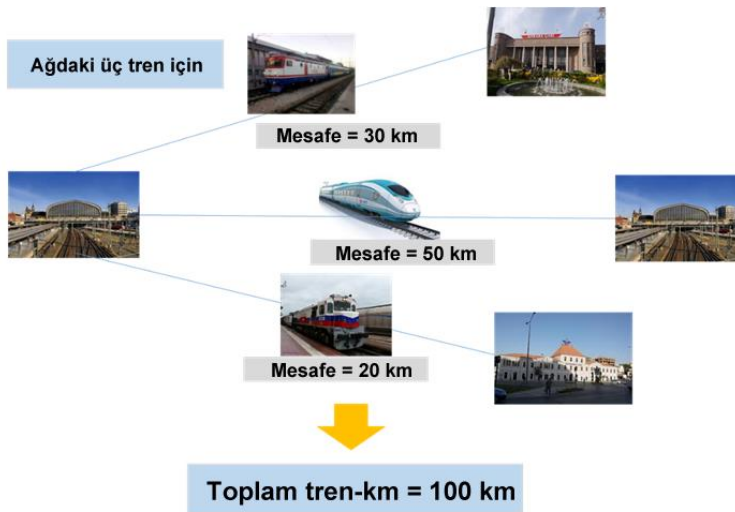 Ağdaki üç tren için
Mesafe = 30 km
Mesafe = 50 km
Mesafe = 20 km
Toplam tren-km = 100 km